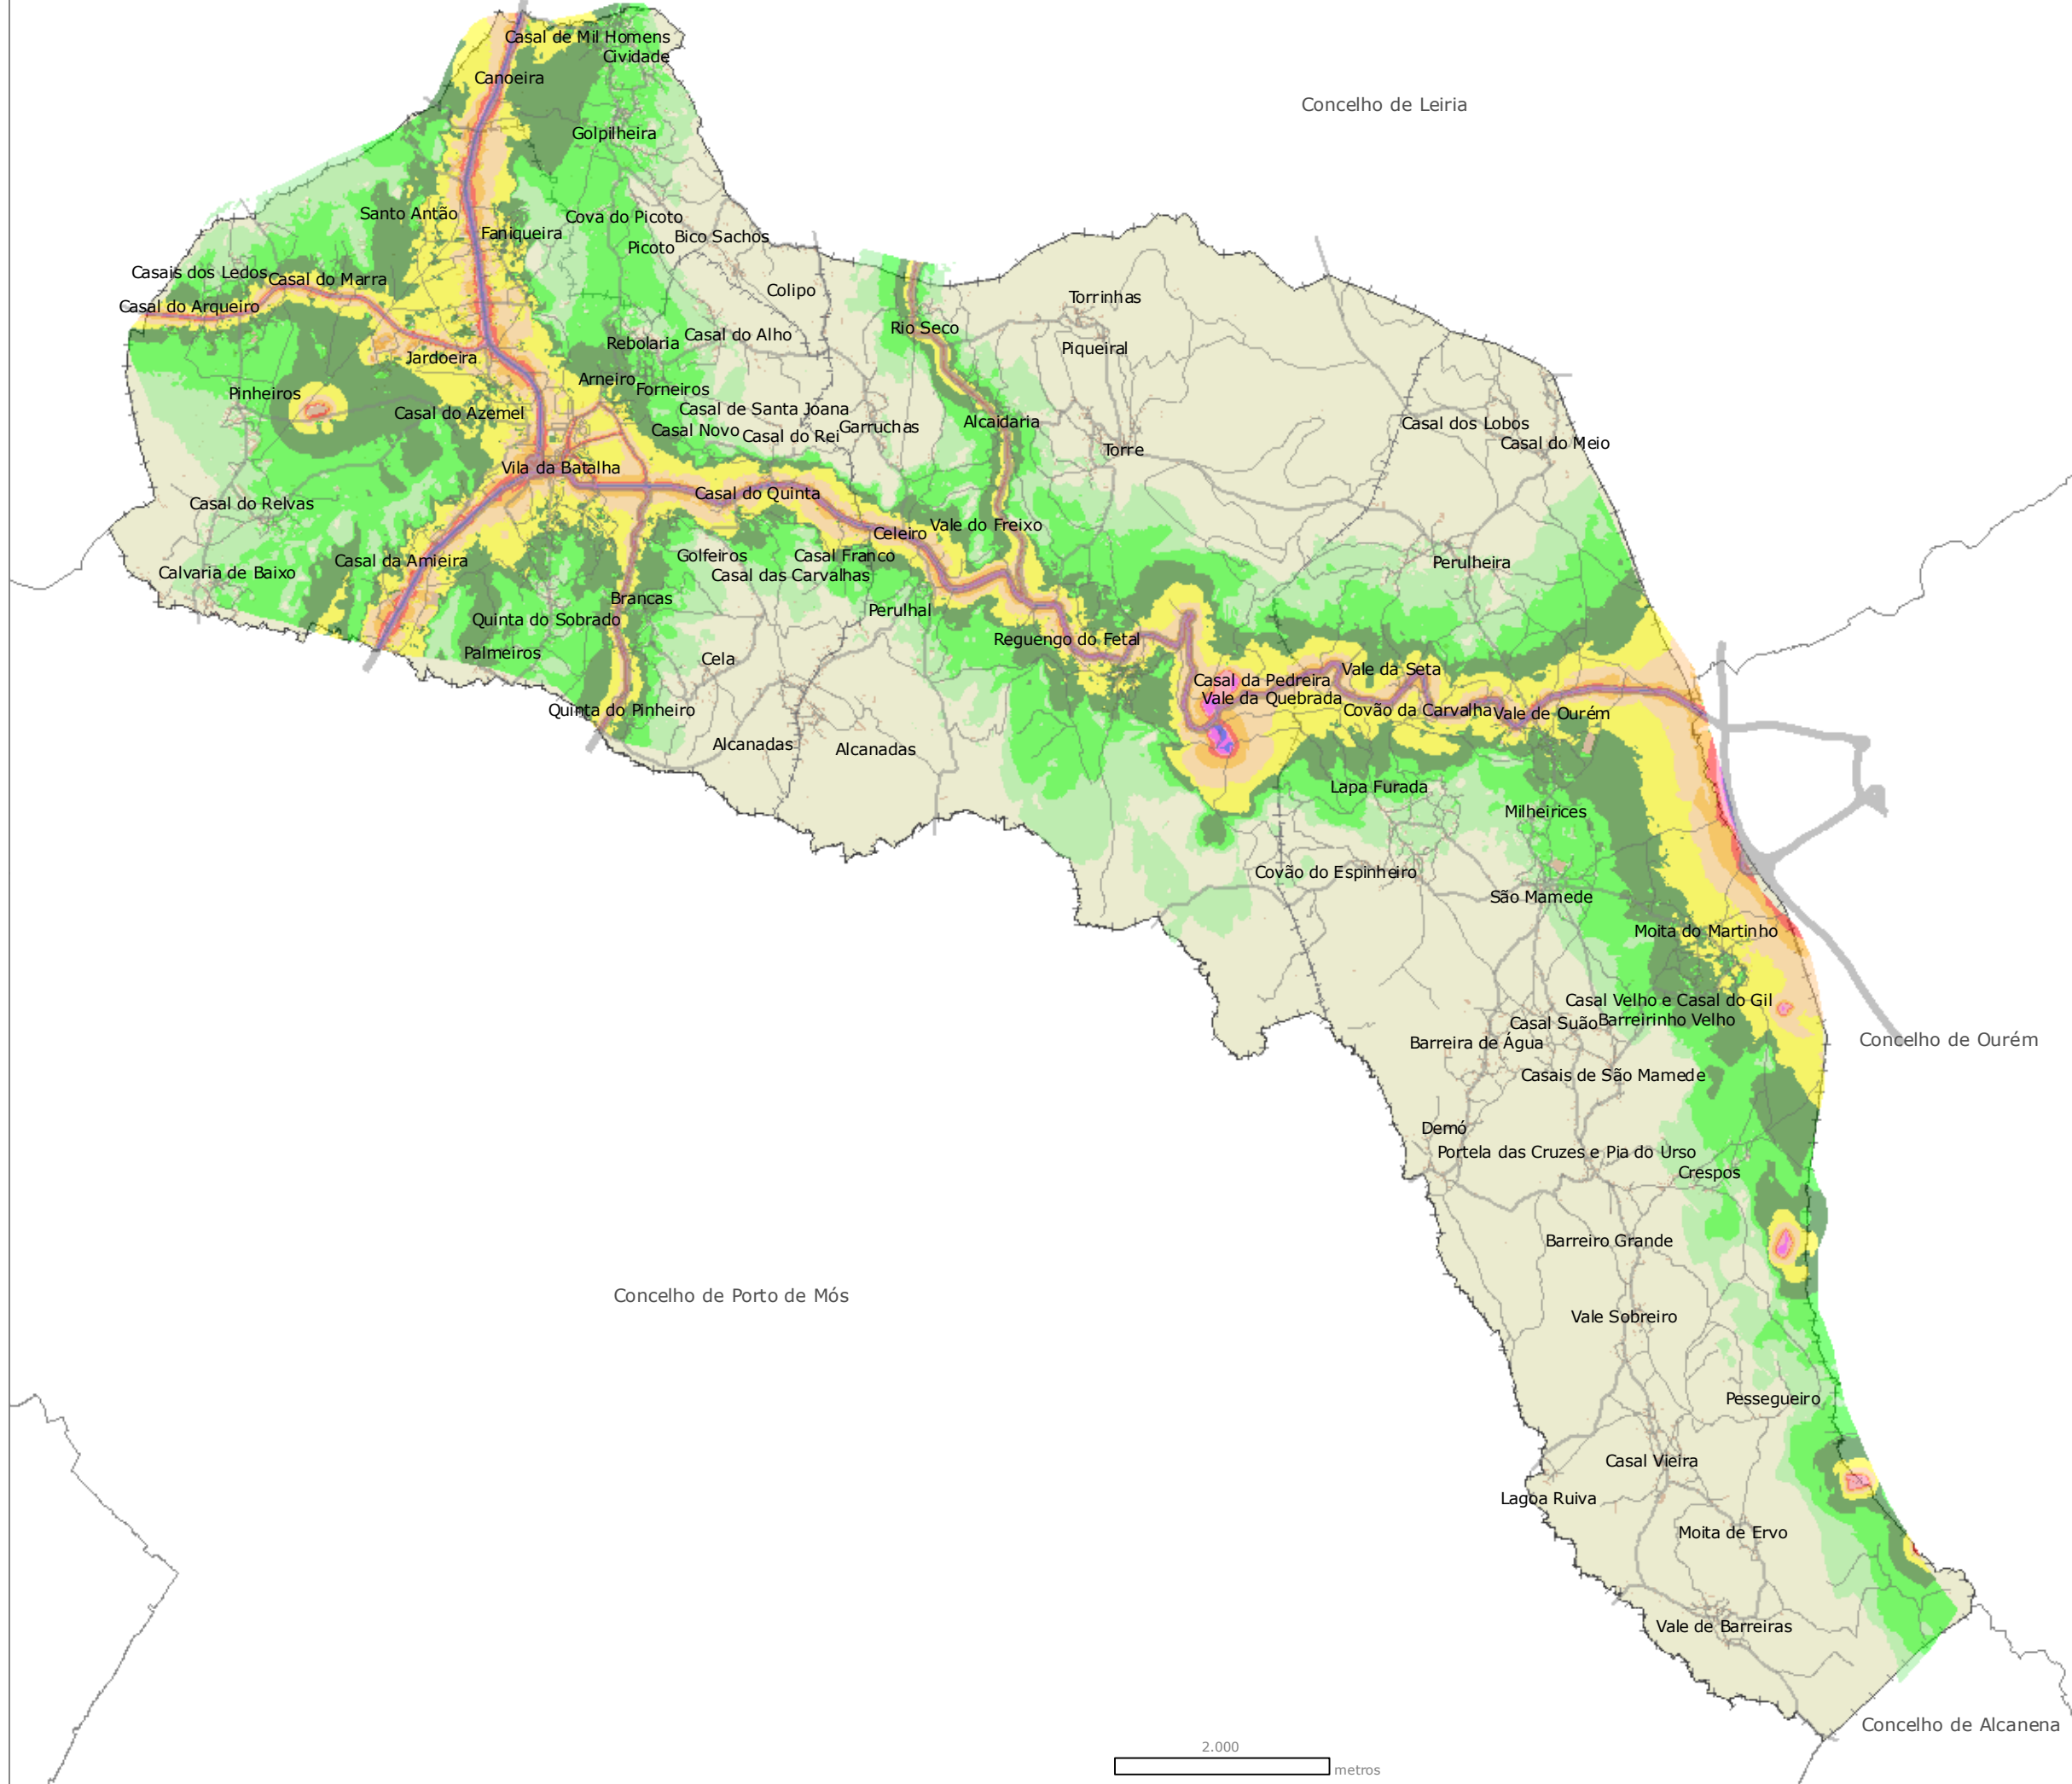 Casal de Mil Homens
Cividade
Canoeira
Concelho de Leiria
Golpilheira
Santo Antão
Cova do Picoto
Faniqueira
Bico Sachos
Picoto
Casais dos Ledos
Casal do Marra
Colipo
Torrinhas
Casal do Arqueiro
Rio Seco
Casal do Alho
Rebolaria
Piqueiral
Jardoeira
Arneiro
Forneiros
Pinheiros
Casal do Azemel
Casal de Santa Joana
Alcaidaria
Casal dos Lobos
Garruchas
Casal Novo
Casal do Rei
Casal do Meio
Torre
Vila da Batalha
Casal do Quinta
Casal do Relvas
Vale do Freixo
Celeiro
Casal da Amieira
Golfeiros
Casal Franco
Perulheira
Calvaria de Baixo
Casal das Carvalhas
Brancas
Perulhal
Quinta do Sobrado
Reguengo do Fetal
Palmeiros
Cela
Vale da Seta
Casal da Pedreira
Vale da Quebrada
Quinta do Pinheiro
Covão da Carvalha
Vale de Ourém
Alcanadas
Alcanadas
Lapa Furada
Milheirices
Covão do Espinheiro
São Mamede
Moita do Martinho
Casal Velho e Casal do Gil
Casal Suão
Barreirinho Velho
Barreira de Água
Concelho de Ourém
Casais de São Mamede
Demó
Portela das Cruzes e Pia do Urso
Crespos
Barreiro Grande
Concelho de Porto de Mós
Vale Sobreiro
Pessegueiro
Casal Vieira
Lagoa Ruiva
Moita de Ervo
Vale de Barreiras
Concelho de Alcanena
2.000
metros